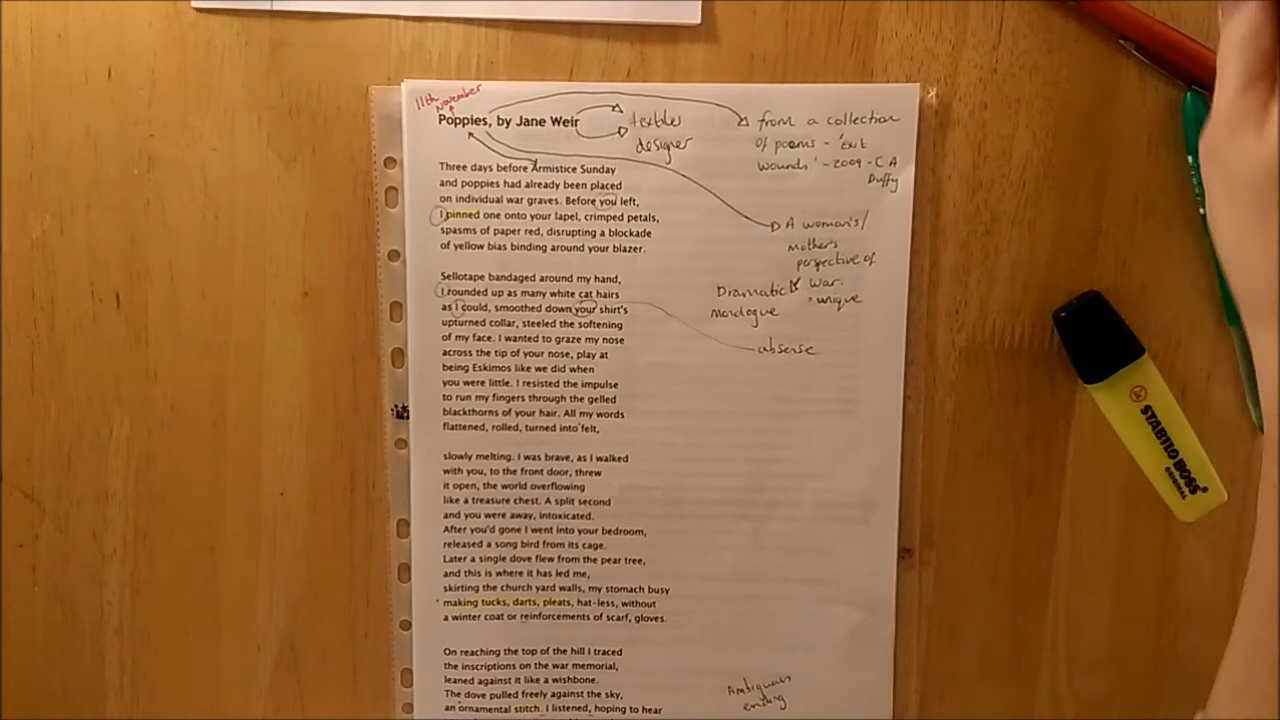 11th
November
Poppies, by Jane Weir
textiles
designer
from a collection
of poems - 'Exit
wounds' - 2009 - C A
Duffy
Three days before Armistice Sunday
and poppies had already been placed
on individual war graves. Before you left,
I pinned one onto your lapel, crimped petals,
spasms of paper red, disrupting a blockade
of yellow bias binding around your blazer.
A woman's/
mother's
perspective of
war.
unique
Dramatic
monologue
Sellotape bandaged around my hand,
I rounded up as many white cat hairs
as I could, smoothed down your shirt's
upturned collar, steeled the softening
of my face. I wanted to graze my nose
across the tip of your nose, play at
being Eskimos like we did when
you were little. I resisted the impulse
to run my fingers through the gelled
blackthorns of your hair. All my words
flattened, rolled, turned into felt,
absense
slowly melting. I was brave, as I walked
with you, to the front door, threw
it open, the world overflowing
like a treasure chest. A split second
and you were away, intoxicated.
After you'd gone I went into your bedroom,
released a song bird from its cage.
Later a single dove flew from the pear tree,
and this is where it has led me,
skirting the church yard walls, my stomach busy
making tucks, darts, pleats, hat-less, without
a winter coat or reinforcements of scarf, gloves.
On reaching the top of the hill I traced
the inscriptions on the war memorial,
leaned against it like a wishbone.
The dove pulled freely against the sky,
an ornamental stitch. I listened, hoping to hear
Ambiguous
ending
STABILO BOSS
ORIGINAL